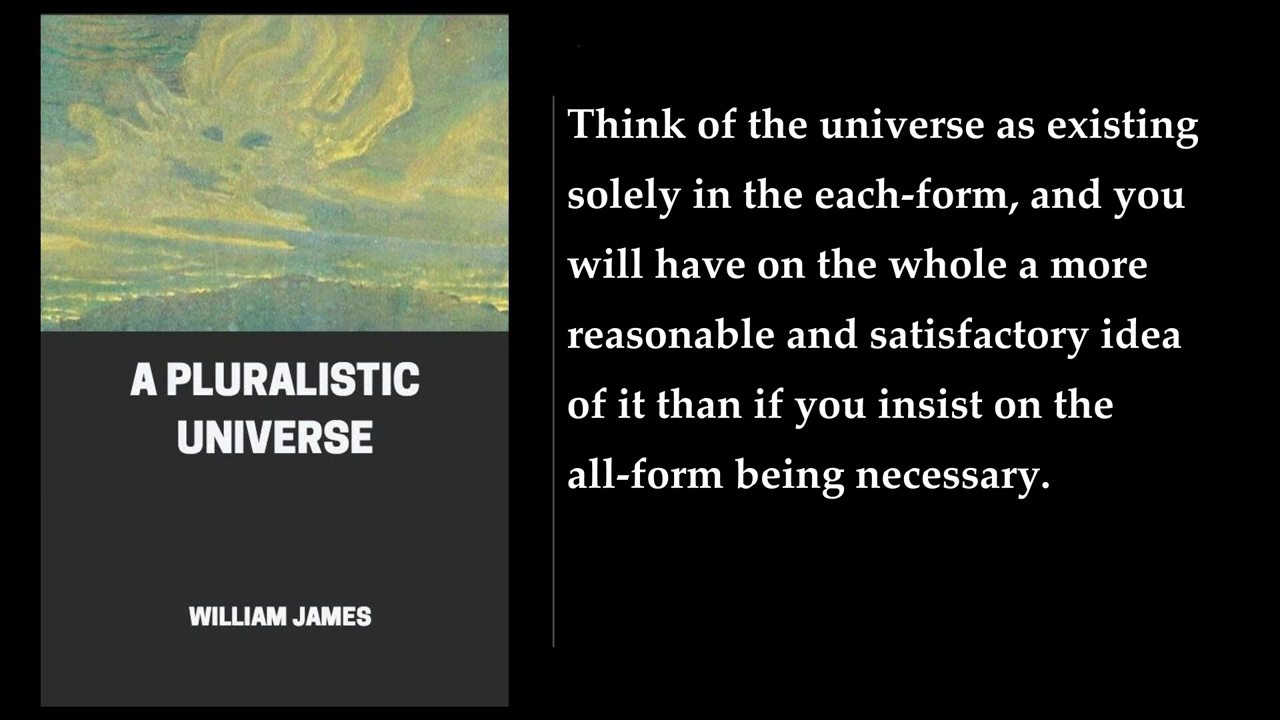 A PLURALISTIC
UNIVERSE
WILLIAM JAMES
Think of the universe as existing
solely in the each-form, and you
will have on the whole a more
reasonable and satisfactory idea
of it than if you insist on the
all-form being necessary.